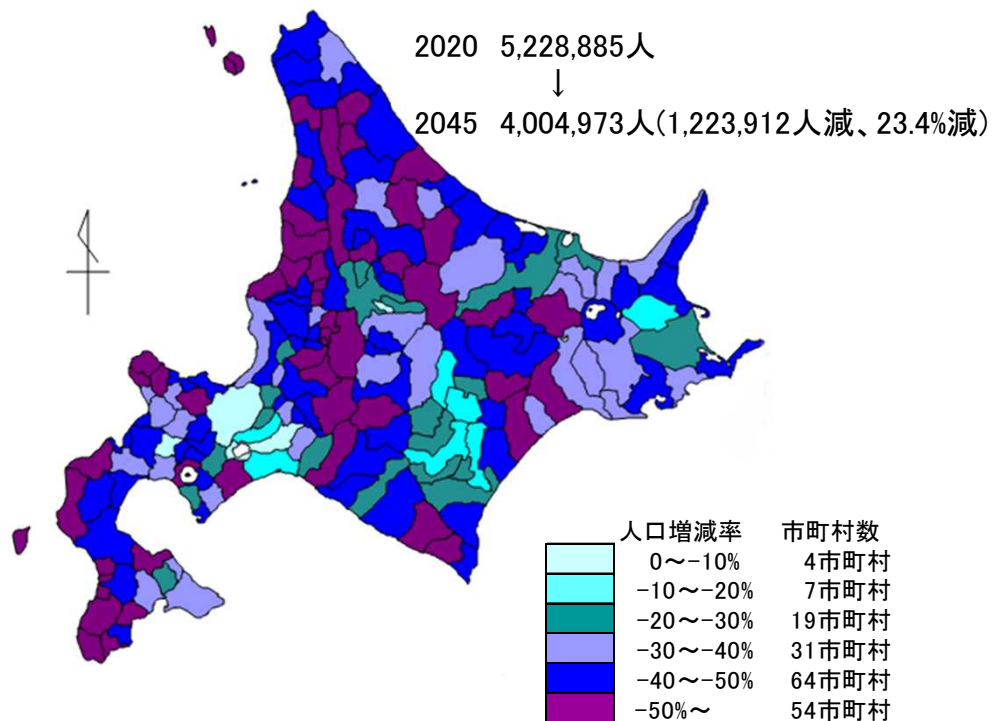 2020 5,228,885人
↓
2045 4,004,973人(1,223,912人減、23.4%減)
人口増減率 市町村数
0～-10% 4市町村
-10～-20% 7市町村
-20～-30% 19市町村
-30～-40% 31市町村
-40～-50% 64市町村
-50%～ 54市町村